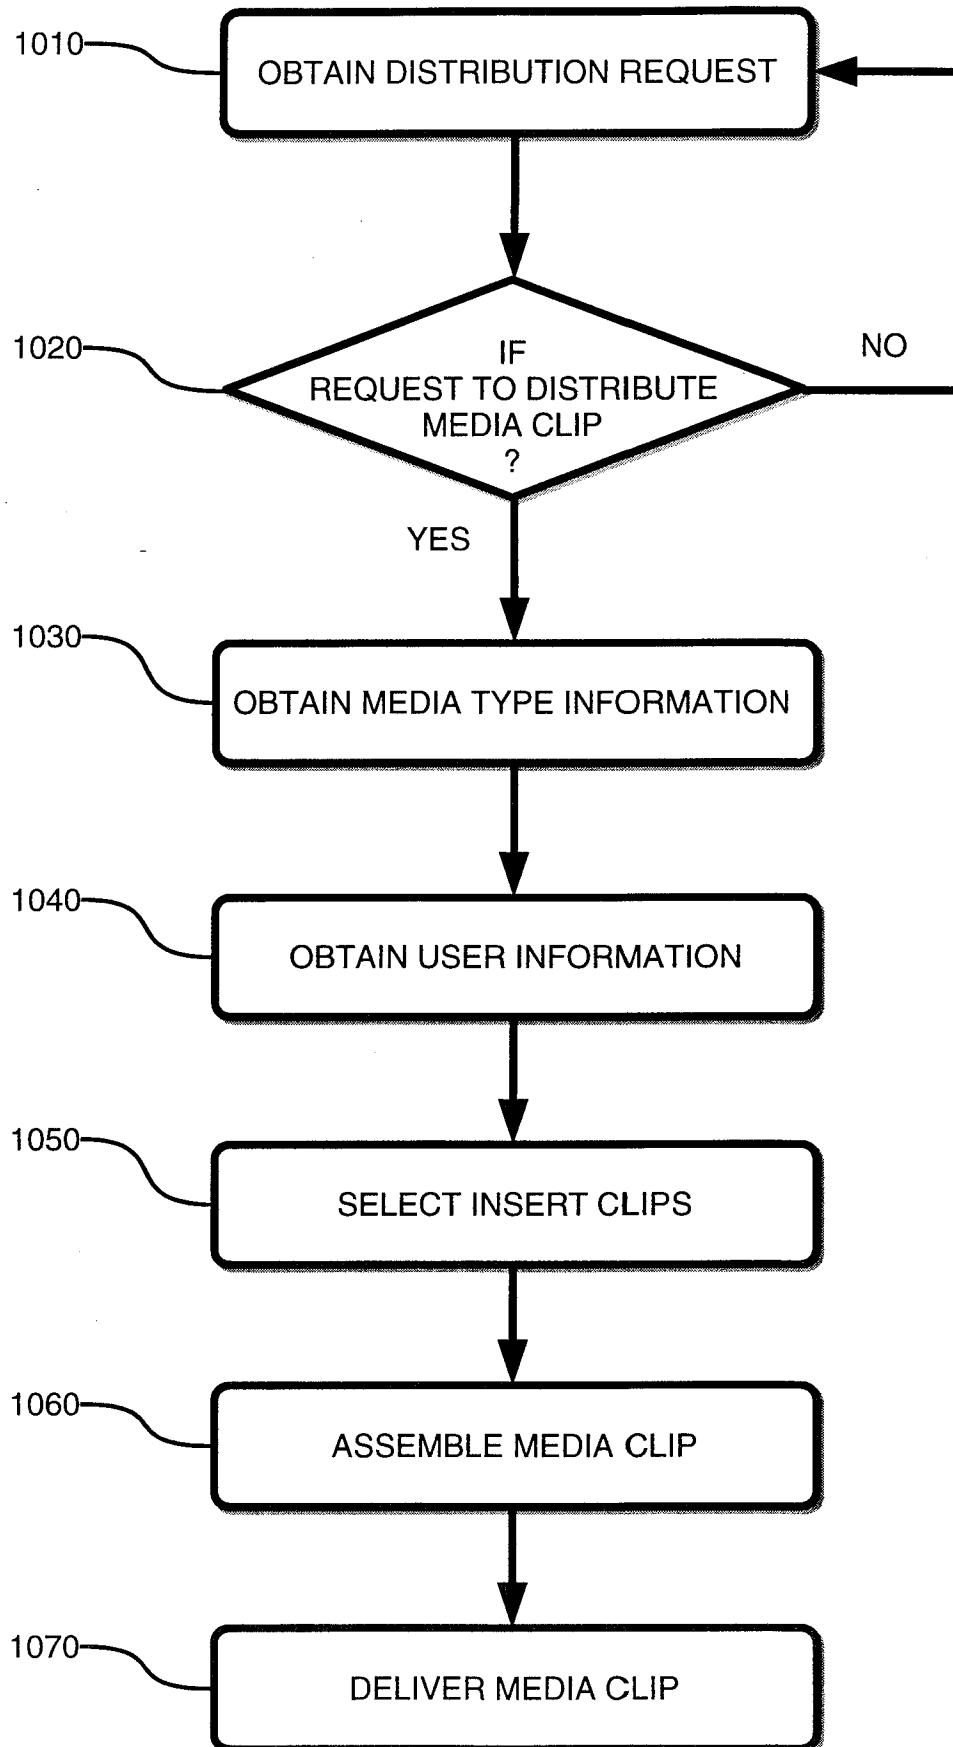 1010
OBTAIN DISTRIBUTION REQUEST
1020
IF
REQUEST TO DISTRIBUTE
MEDIA CLIP
?
NO
YES
1030
OBTAIN MEDIA TYPE INFORMATION
1040
OBTAIN USER INFORMATION
1050
SELECT INSERT CLIPS
1060
ASSEMBLE MEDIA CLIP
1070
DELIVER MEDIA CLIP